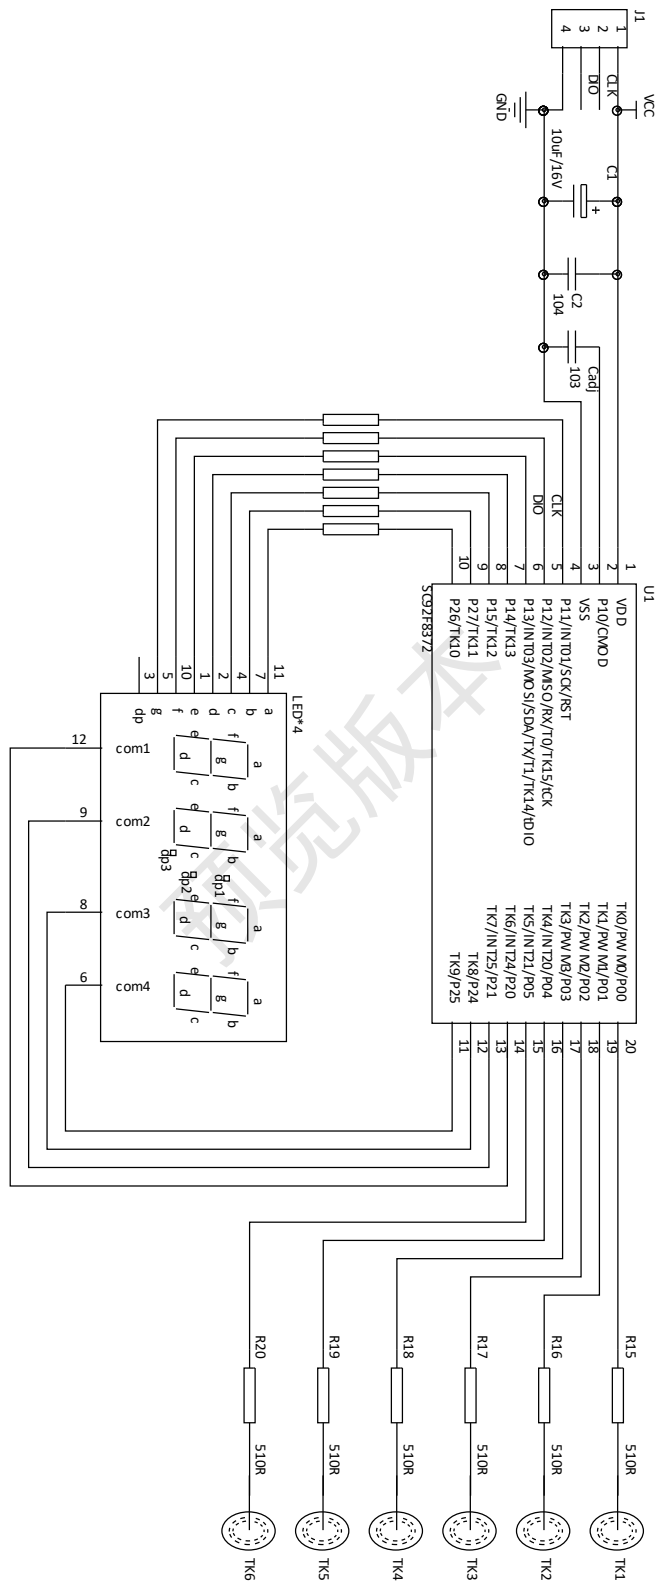 J1
1
2
3
4
CLK
DIO
VCC
GND
C1
10uF/16V
+
C2
104
Cadj
103
CLK
DIO
U1
SC92F8372
1
2
3
4
5
6
7
8
9
10
VDD
P10/CMOD
VSS
P11/INT01/SCK/RST
P12/INT02/MISO/RX/T0/TK15/tCK
P13/INT03/MOSI/SDA/TX/T1/TK14/tDIO
P14/TK13
P15/TK12
P27/TK11
P26/TK10
TK0/PWM0/P00
TK1/PWM1/P01
TK2/PWM2/P02
TK3/PWM3/P03
TK4/INT20/P04
TK5/INT21/P05
TK6/INT24/P20
TK7/INT25/P21
TK8/P24
TK9/P25
20
19
18
17
16
15
14
13
12
11
LED*4
11
7
4
2
1
10
5
3
a
b
c
d
e
f
g
dp
12
com1
9
com2
8
com3
6
com4
a
b
c
d
e
f
g
a
b
c
d
e
f
g
dp1
dp2
dp3
a
b
c
d
e
f
g
a
b
c
d
e
f
g
R15
510R
TK1
R16
510R
TK2
R17
510R
TK3
R18
510R
TK4
R19
510R
TK5
R20
510R
TK6
预览版本